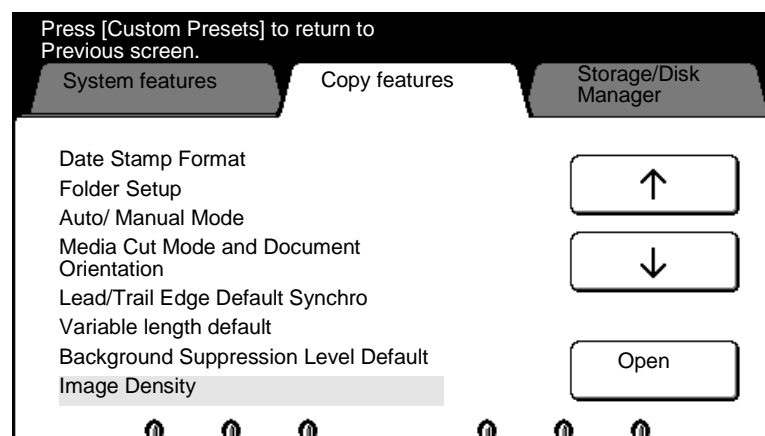 Press [Custom Presets] to return to
Previous screen.
System features
Copy features
Storage/Disk
Manager
Date Stamp Format
Folder Setup
Auto/ Manual Mode
Media Cut Mode and Document
Orientation
Lead/Trail Edge Default Synchro
Variable length default
Background Suppression Level Default
Image Density
Open